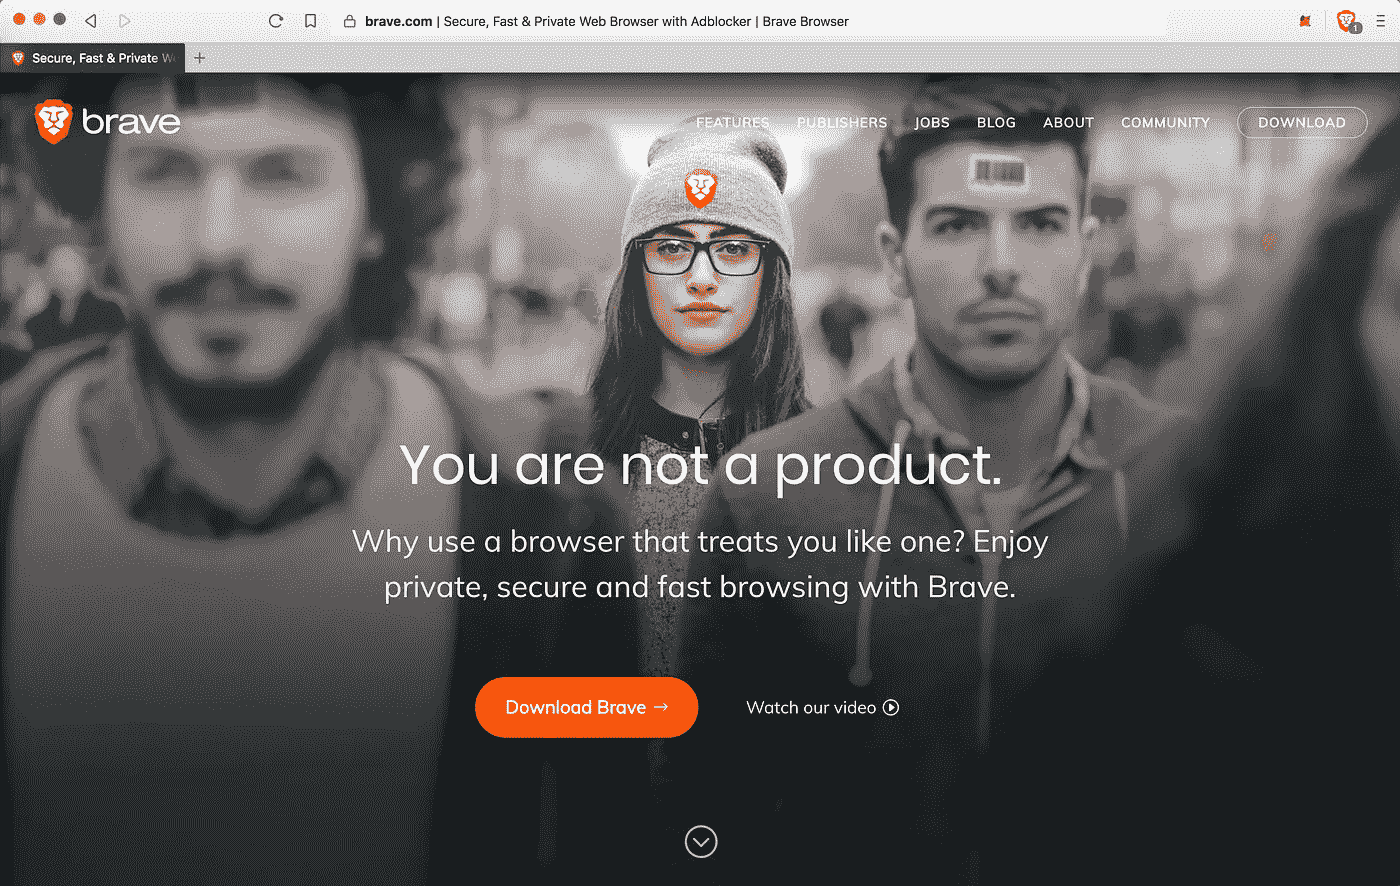 brave.com | Secure, Fast & Private Web Browser with Adblocker | Brave Browser
1
Secure, Fast & Private W
brave
FEATURES PUBLISHERS JOBS BLOG ABOUT COMMUNITY DOWNLOAD
You are not a product.
Why use a browser that treats you like one? Enjoy
private, secure and fast browsing with Brave.
Download Brave →
Watch our video